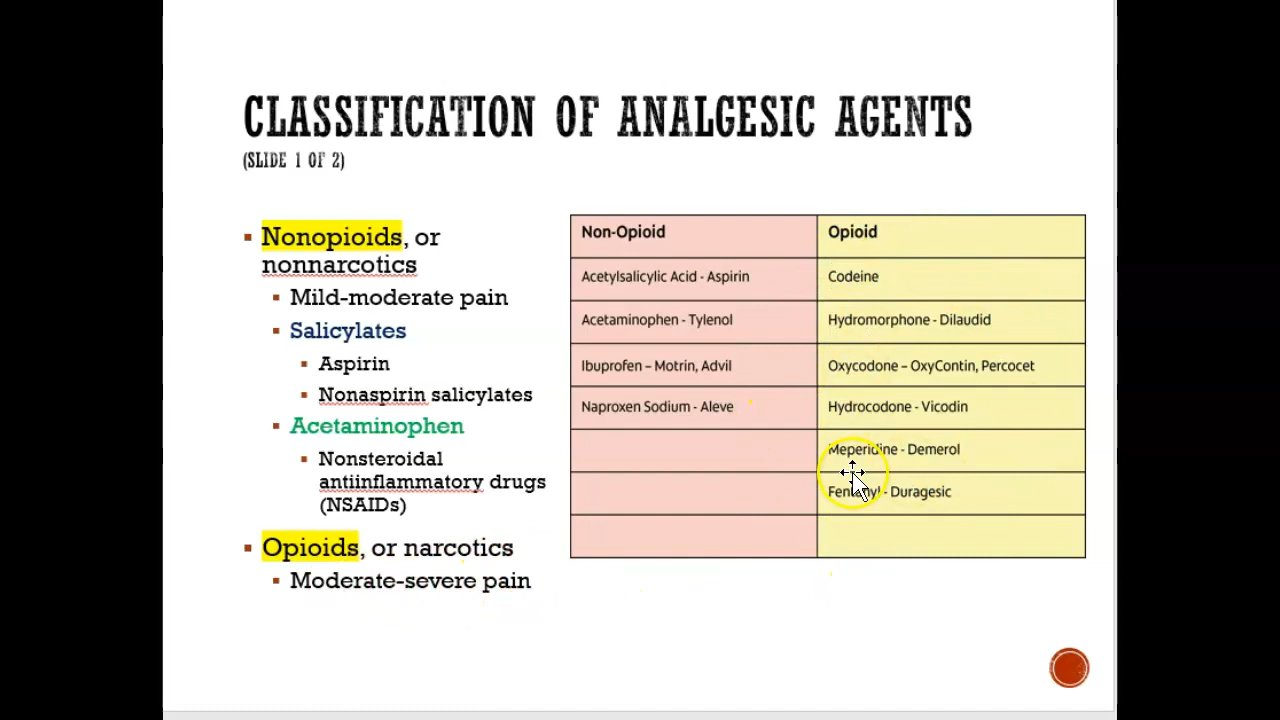 CLASSIFICATION OF ANALGESIC AGENTS
(SLIDE 1 OF 2)
▪ Nonopioids, or
nonnarcotics
▪ Mild-moderate pain
▪ Salicylates
▪ Aspirin
▪ Nonaspirin salicylates
▪ Acetaminophen
▪ Nonsteroidal
antiinflammatory drugs
(NSAIDs)
▪ Opioids, or narcotics
▪ Moderate-severe pain
Non-Opioid Opioid
Acetylsalicylic Acid - Aspirin Codeine
Acetaminophen - Tylenol Hydromorphone - Dilaudid
Ibuprofen – Motrin, Advil Oxycodone – OxyContin, Percocet
Naproxen Sodium - Aleve Hydrocodone - Vicodin
Meperidine - Demerol
Fentanyl - Duragesic